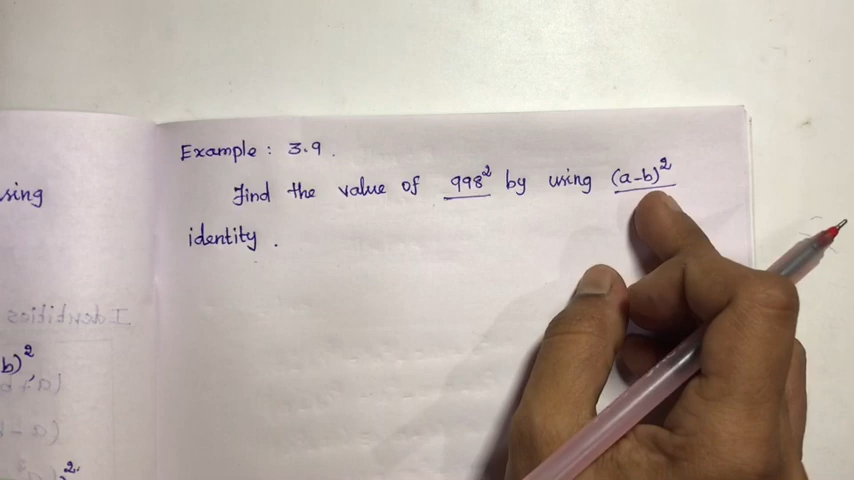 sing
b)²
Example : 3.9.
Find the value of 998² by using (a-b)²
identity.